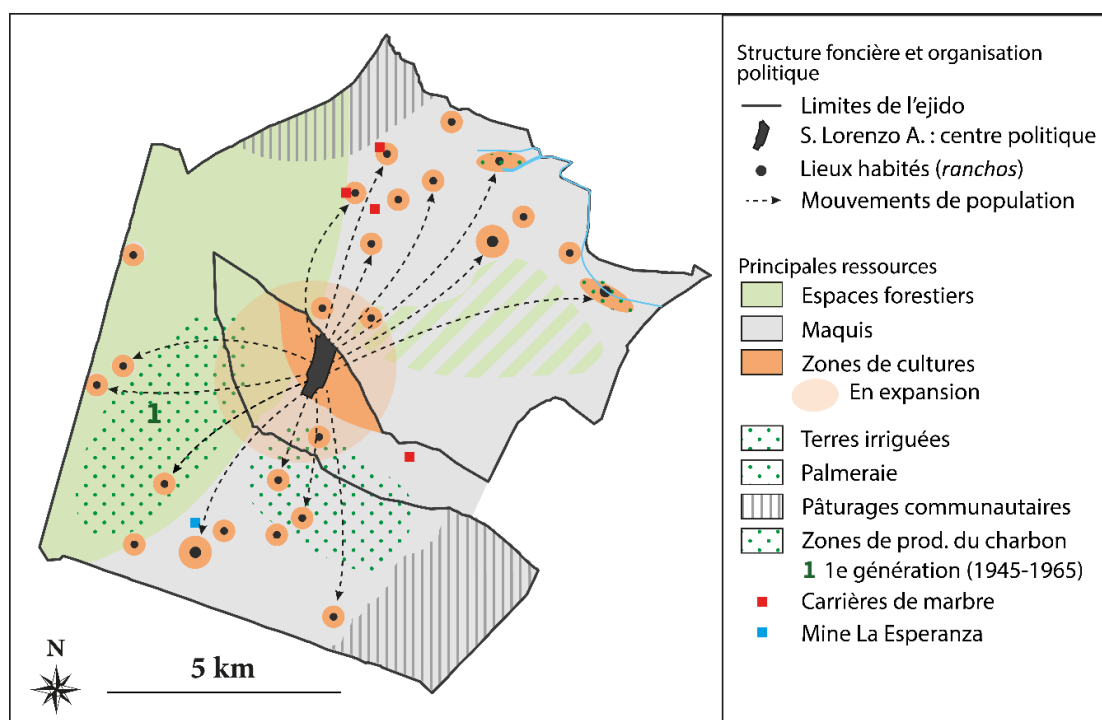 1
N
5 km
Structure foncière et organisation
politique
Limites de l'ejido
S. Lorenzo A. : centre politique
Lieux habités (ranchos)
Mouvements de population
Principales ressources
Espaces forestiers
Maquis
Zones de cultures
En expansion
Terres irriguées
Palmeraie
Pâturages communautaires
Zones de prod. du charbon
1 1e génération (1945-1965)
Carrières de marbre
Mine La Esperanza